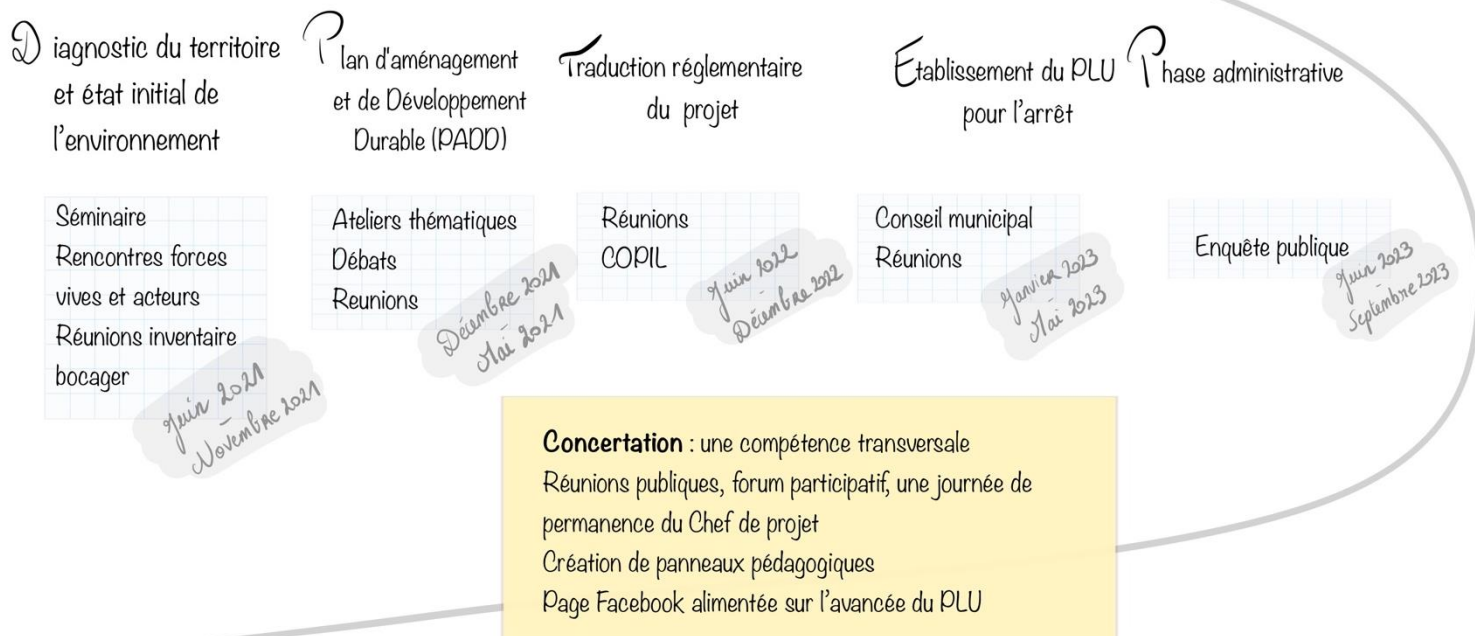 Diagnostic du territoire
et état initial de
l'environnement
Séminaire
Rencontres forces
vives et acteurs
Réunions inventaire
bocager
Juin 2021
-
Novembre 2021
Plan d'aménagement
et de Développement
Durable (PADD)
Ateliers thématiques
Débats
Reunions
Décembre 2021
-
Mai 2021
Traduction réglementaire
du projet
Réunions
COPIL
Juin 2022
-
Décembre 2022
Etablissement du PLU
pour l'arrêt
Conseil municipal
Réunions
Janvier 2023
-
Mai 2023
Phase administrative
Enquête publique
Juin 2023
-
Septembre 2023
Concertation : une compétence transversale
Réunions publiques, forum participatif, une journée de
permanence du Chef de projet
Création de panneaux pédagogiques
Page Facebook alimentée sur l'avancée du PLU